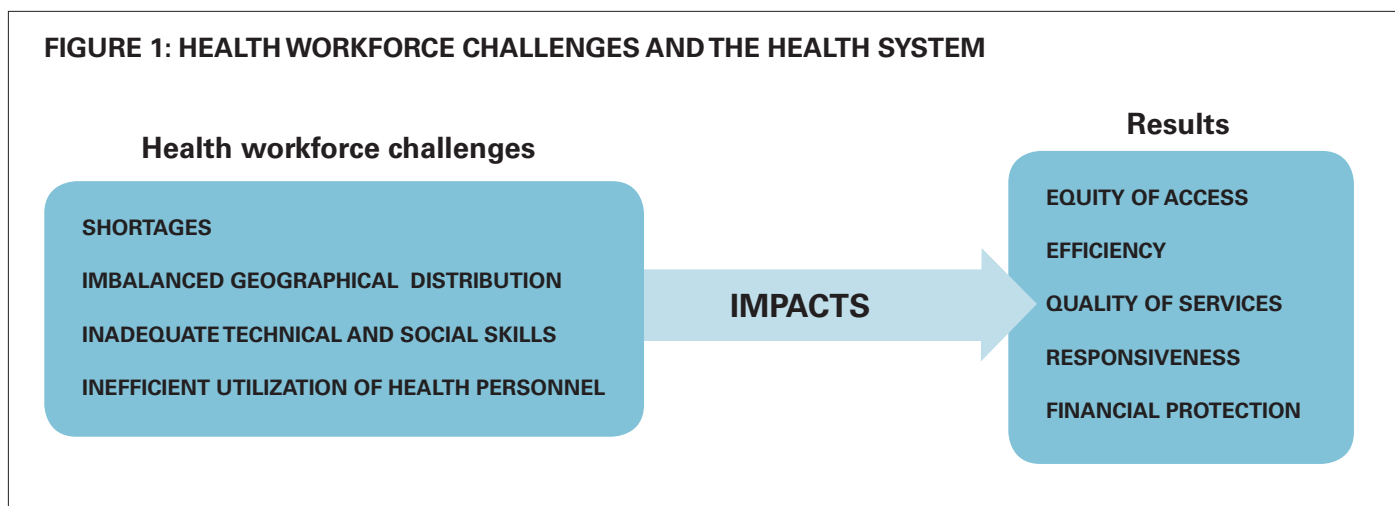 FIGURE 1: HEALTH WORKFORCE CHALLENGES AND THE HEALTH SYSTEM
Health workforce challenges
SHORTAGES
IMBALANCED GEOGRAPHICAL DISTRIBUTION
INADEQUATE TECHNICAL AND SOCIAL SKILLS
INEFFICIENT UTILIZATION OF HEALTH PERSONNEL
IMPACTS
Results
EQUITY OF ACCESS
EFFICIENCY
QUALITY OF SERVICES
RESPONSIVENESS
FINANCIAL PROTECTION